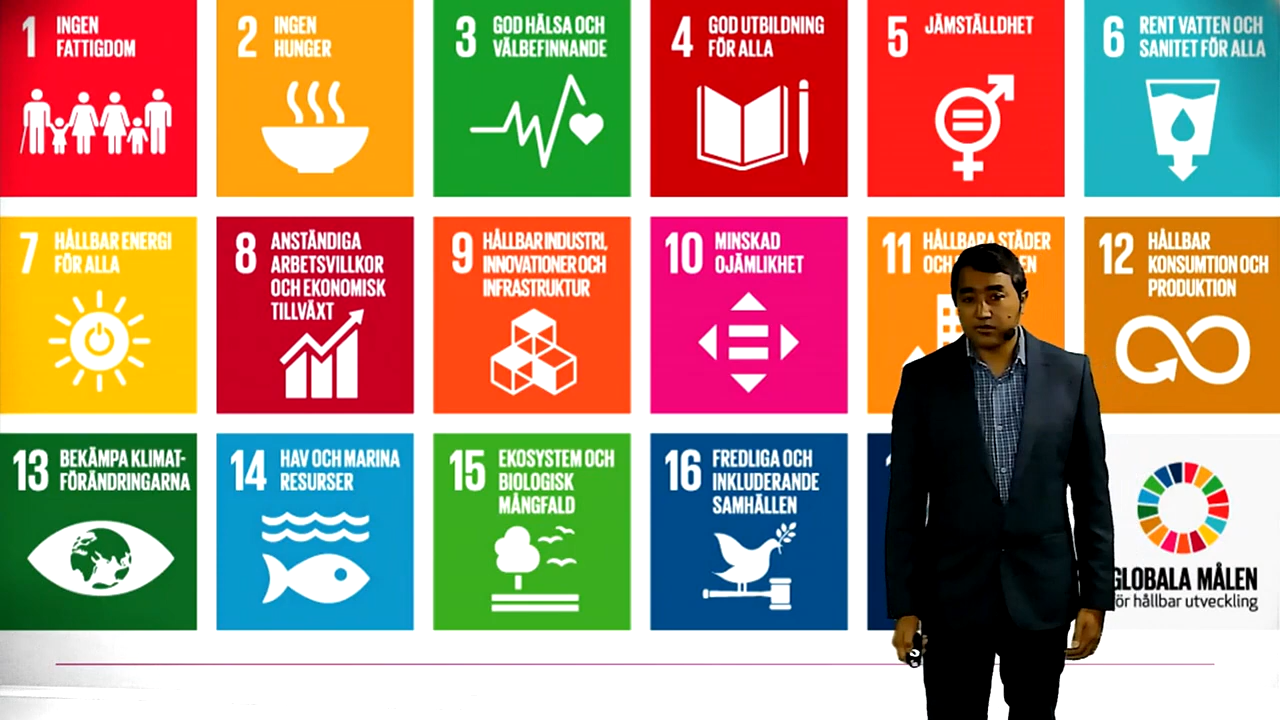 1 INGEN
FATTIGDOM
2 INGEN
HUNGER
3 GOD HÄLSA OCH
VÄLBEFINNANDE
4 GOD UTBILDNING
FÖR ALLA
5 JÄMSTÄLLDHET
6 RENT VATTEN OCH
SANITET FÖR ALLA
7 HÅLLBAR ENERGI
FÖR ALLA
8 ANSTÄNDIGA
ARBETSVILLKOR
OCH EKONOMISK
TILLVÄXT
9 HÅLLBAR INDUSTRI,
INNOVATIONER OCH
INFRASTRUKTUR
10 MINSKAD
OJÄMLIKHET
11 HÅLLBARA STÄDER
OCH
12 HÅLLBAR
KONSUMTION OCH
PRODUKTION
13 BEKÄMPA KLIMAT-
FÖRÄNDRINGARNA
14 HAV OCH MARINA
RESURSER
15 EKOSYSTEM OCH
BIOLOGISK
MÅNGFALD
16 FREDLIGA OCH
INKLUDERANDE
SAMHÄLLEN
GLOBALA MÅLEN
för hållbar utveckling